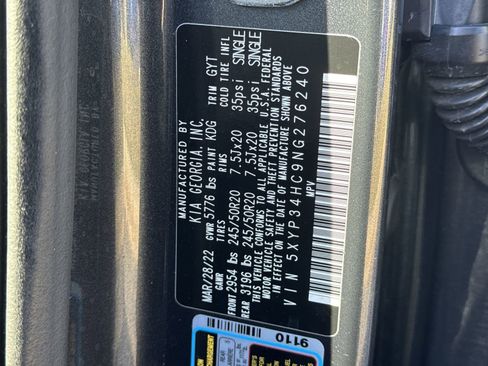 MANUFACTURED BY
KIA GEORGIA, INC.
MAR/28/22 GVWR 5776 lbs PAINT KDG TRIM GYT
GAWR TIRES RIMS COLD TIRE INFL
FRONT 2954 lbs 245/50R20 7.5Jx20 35psi SINGLE
REAR 3196 lbs 245/50R20 7.5Jx20 35psi SINGLE
THIS VEHICLE CONFORMS TO ALL APPLICABLE U.S.A. FEDERAL
MOTOR VEHICLE SAFETY AND THEFT PREVENTION STANDARDS
IN EFFECT ON THE DATE OF MANUFACTURE SHOWN ABOVE
VIN 5XYP34HC9NG276240
MPV
9110